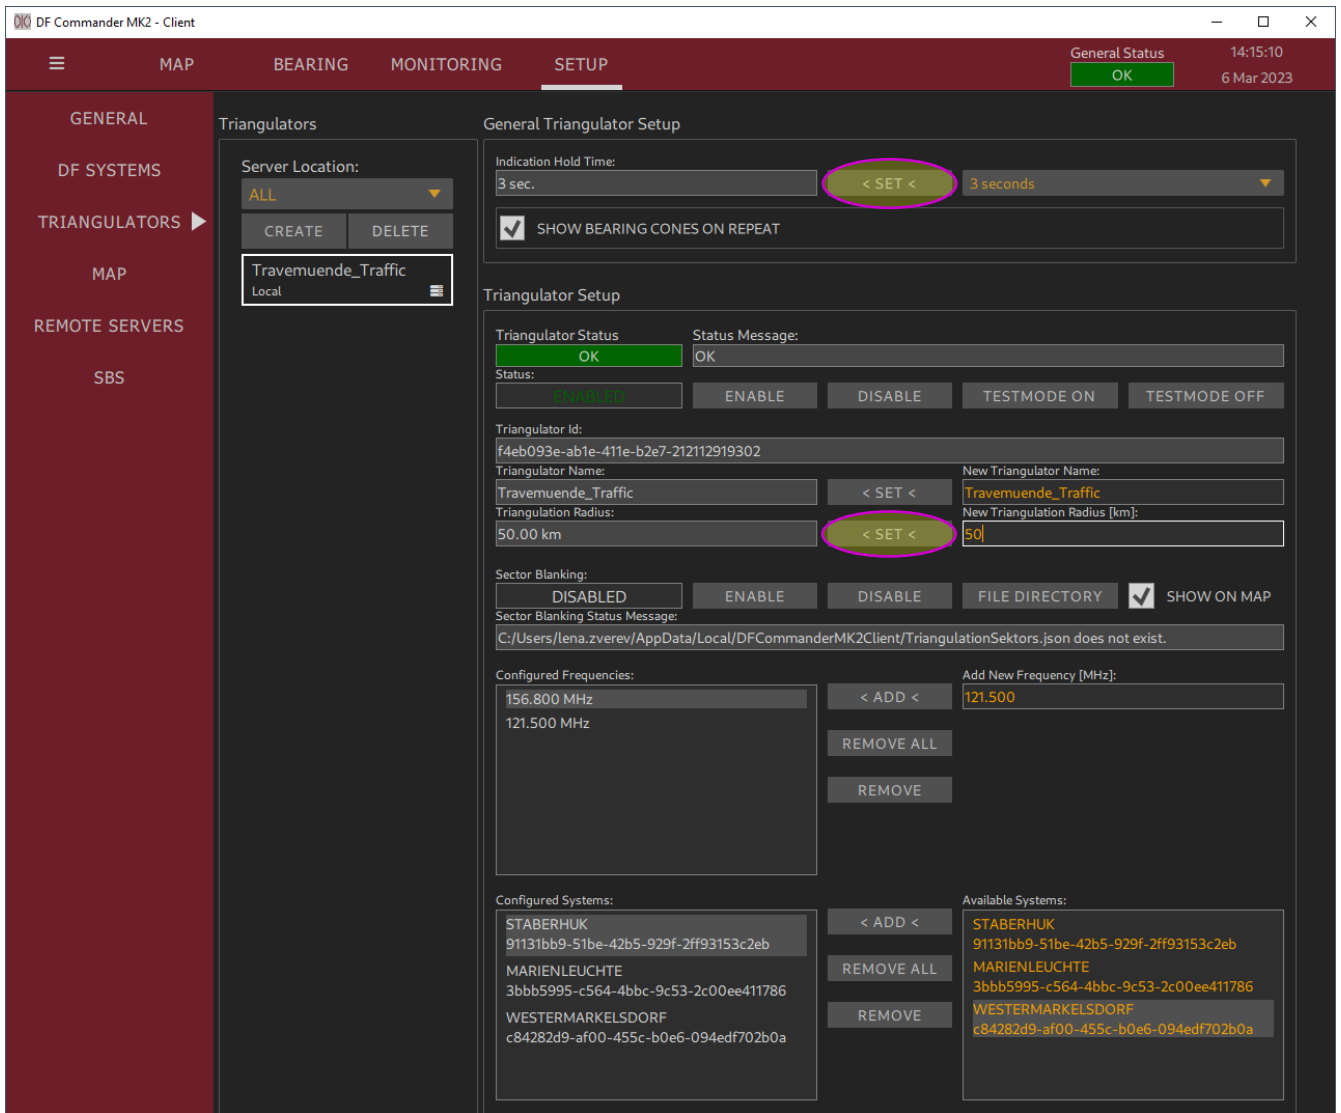 DF Commander MK2 - Client
MAP BEARING MONITORING SETUP
General Status
OK
14:15:10
6 Mar 2023
GENERAL
DF SYSTEMS
TRIANGULATORS
MAP
REMOTE SERVERS
SBS
Triangulators
Server Location:
ALL
CREATE DELETE
Travemuende_Traffic
Local
General Triangulator Setup
Indication Hold Time:
3 sec. < SET < 3 seconds
SHOW BEARING CONES ON REPEAT
Triangulator Setup
Triangulator Status Status Message:
OK OK
Status:
ENABLED ENABLE DISABLE TESTMODE ON TESTMODE OFF
Triangulator Id:
f4eb093e-ab1e-411e-b2e7-212112919302
Triangulator Name: New Triangulator Name:
Travemuende_Traffic < SET < Travemuende_Traffic
Triangulation Radius: New Triangulation Radius [km]:
50.00 km < SET < 50
Sector Blanking:
DISABLED ENABLE DISABLE FILE DIRECTORY SHOW ON MAP
Sector Blanking Status Message:
C:/Users/lena.zverev/AppData/Local/DFCommanderMK2Client/TriangulationSektors.json does not exist.
Configured Frequencies: Add New Frequency [MHz]:
156.800 MHz < ADD < 121.500
121.500 MHz
REMOVE ALL
REMOVE
Configured Systems: Available Systems:
STABERHUK < ADD < STABERHUK
91131bb9-51be-42b5-929f-2ff93153c2eb 91131bb9-51be-42b5-929f-2ff93153c2eb
MARIENLEUCHTE REMOVE ALL MARIENLEUCHTE
3bbb5995-c564-4bbc-9c53-2c00ee411786 3bbb5995-c564-4bbc-9c53-2c00ee411786
WESTERMARKELSDORF REMOVE WESTERMARKELSDORF
c84282d9-af00-455c-b0e6-094edf702b0a c84282d9-af00-455c-b0e6-094edf702b0a